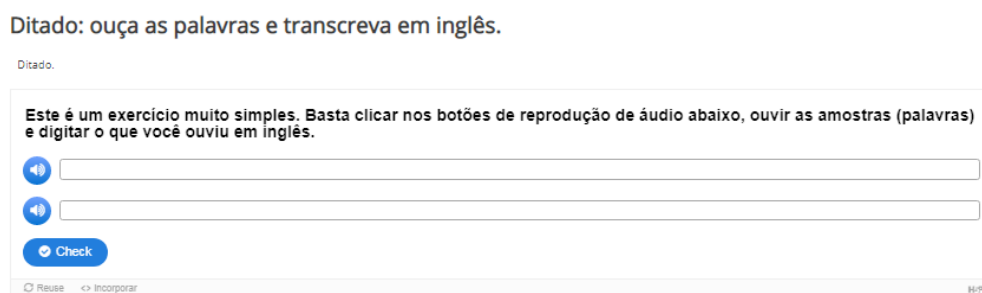 Ditado: ouça as palavras e transcreva em inglês.
Ditado.
Este é um exercício muito simples. Basta clicar nos botões de reprodução de áudio abaixo, ouvir as amostras (palavras)
e digitar o que você ouviu em inglês.
Check
Reuse <> Incorporar